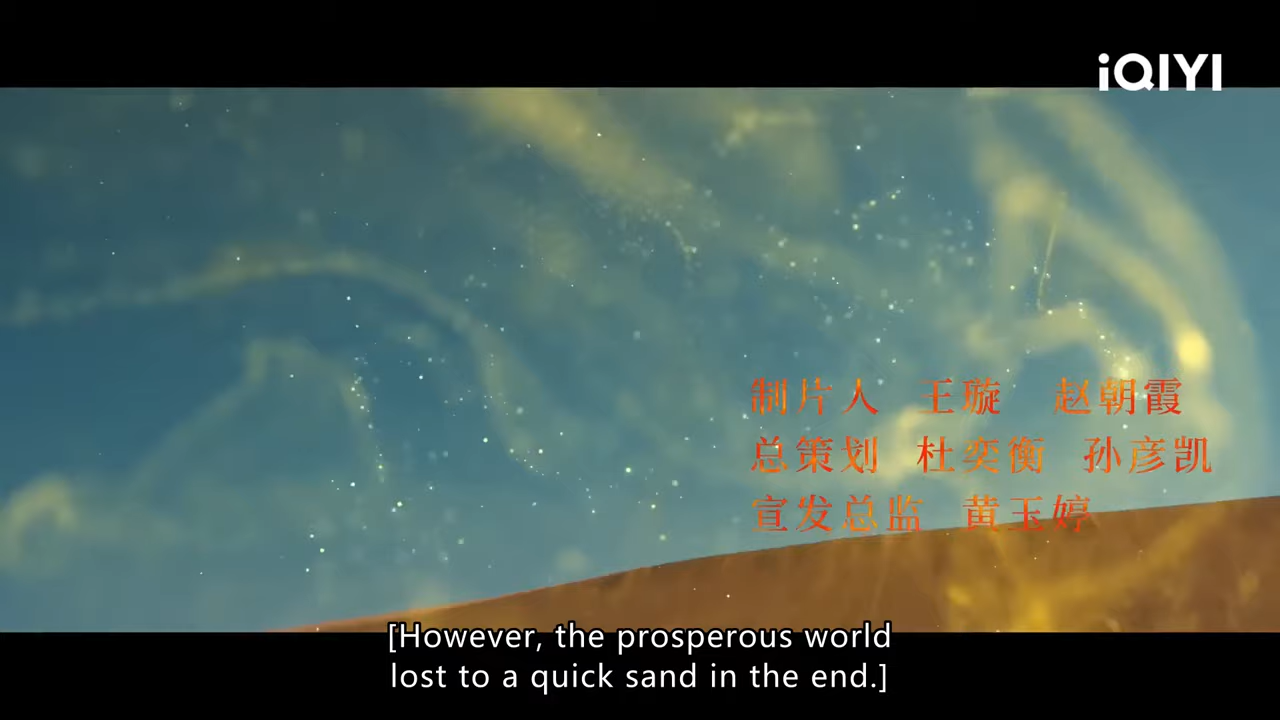 iQIYI
制片人 王璇 赵朝霞
总策划 杜奕衡 孙彦凯
宣发总监 黄玉婷
[However, the prosperous world
lost to a quick sand in the end.]